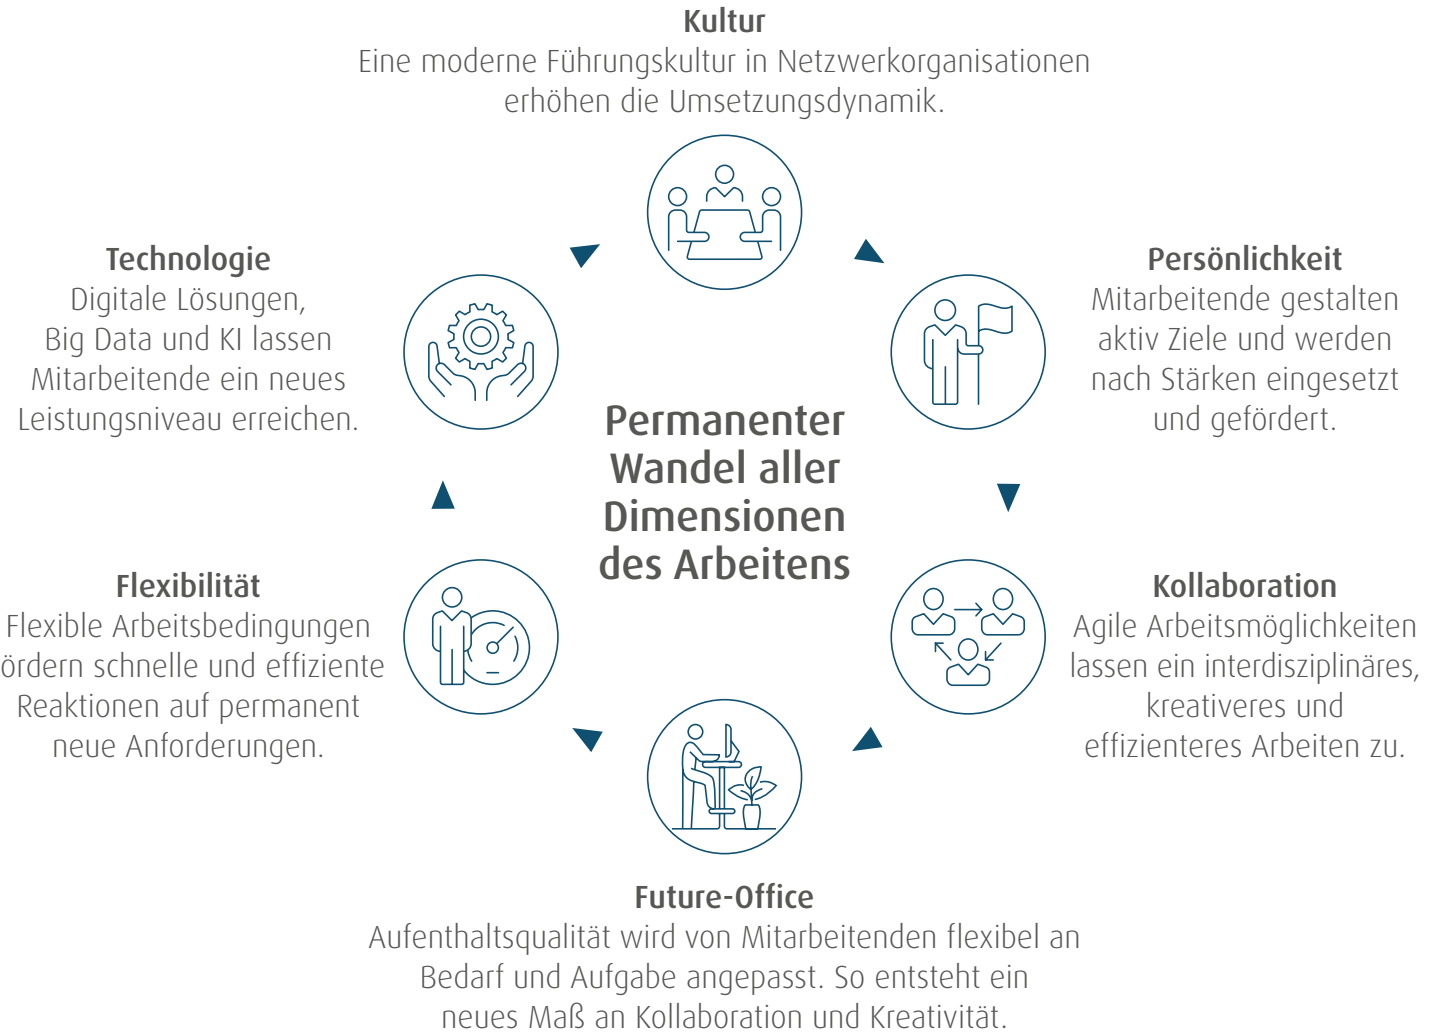 Kultur
Eine moderne Führungskultur in Netzwerkorganisationen
erhöhen die Umsetzungsdynamik.
Technologie
Digitale Lösungen,
Big Data und KI lassen
Mitarbeitende ein neues
Leistungsniveau erreichen.
Persönlichkeit
Mitarbeitende gestalten
aktiv Ziele und werden
nach Stärken eingesetzt
und gefördert.
Permanenter
Wandel aller
Dimensionen
des Arbeitens
Flexibilität
Flexible Arbeitsbedingungen
ördern schnelle und effiziente
Reaktionen auf permanent
neue Anforderungen.
Kollaboration
Agile Arbeitsmöglichkeiten
lassen ein interdisziplinäres,
kreativeres und
effizienteres Arbeiten zu.
Future-Office
Aufenthaltsqualität wird von Mitarbeitenden flexibel an
Bedarf und Aufgabe angepasst. So entsteht ein
neues Maß an Kollaboration und Kreativität.